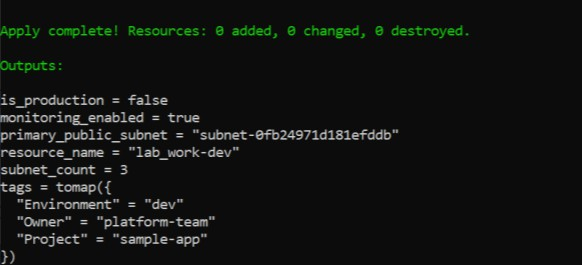 Apply complete! Resources: 0 added, 0 changed, 0 destroyed.
Outputs:
is_production = false
monitoring_enabled = true
primary_public_subnet = "subnet-0fb24971d181efddb"
resource_name = "lab_work-dev"
subnet_count = 3
tags = tomap({
  "Environment" = "dev"
  "Owner" = "platform-team"
  "Project" = "sample-app"
})